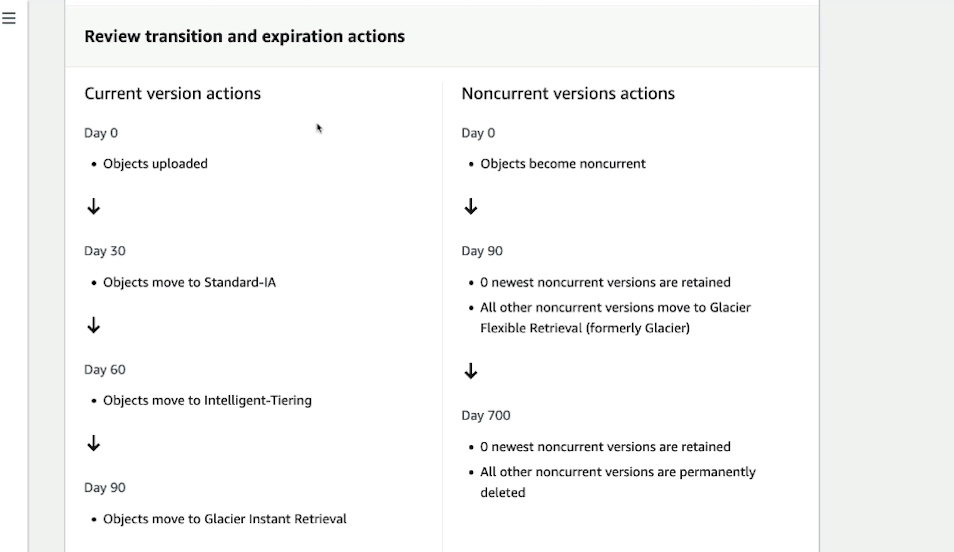 Review transition and expiration actions
Current version actions
Day 0
• Objects uploaded
Day 30
• Objects move to Standard-IA
Day 60
• Objects move to Intelligent-Tiering
Day 90
• Objects move to Glacier Instant Retrieval
Noncurrent versions actions
Day 0
• Objects become noncurrent
Day 90
• 0 newest noncurrent versions are retained
• All other noncurrent versions move to Glacier
Flexible Retrieval (formerly Glacier)
Day 700
• 0 newest noncurrent versions are retained
• All other noncurrent versions are permanently
deleted